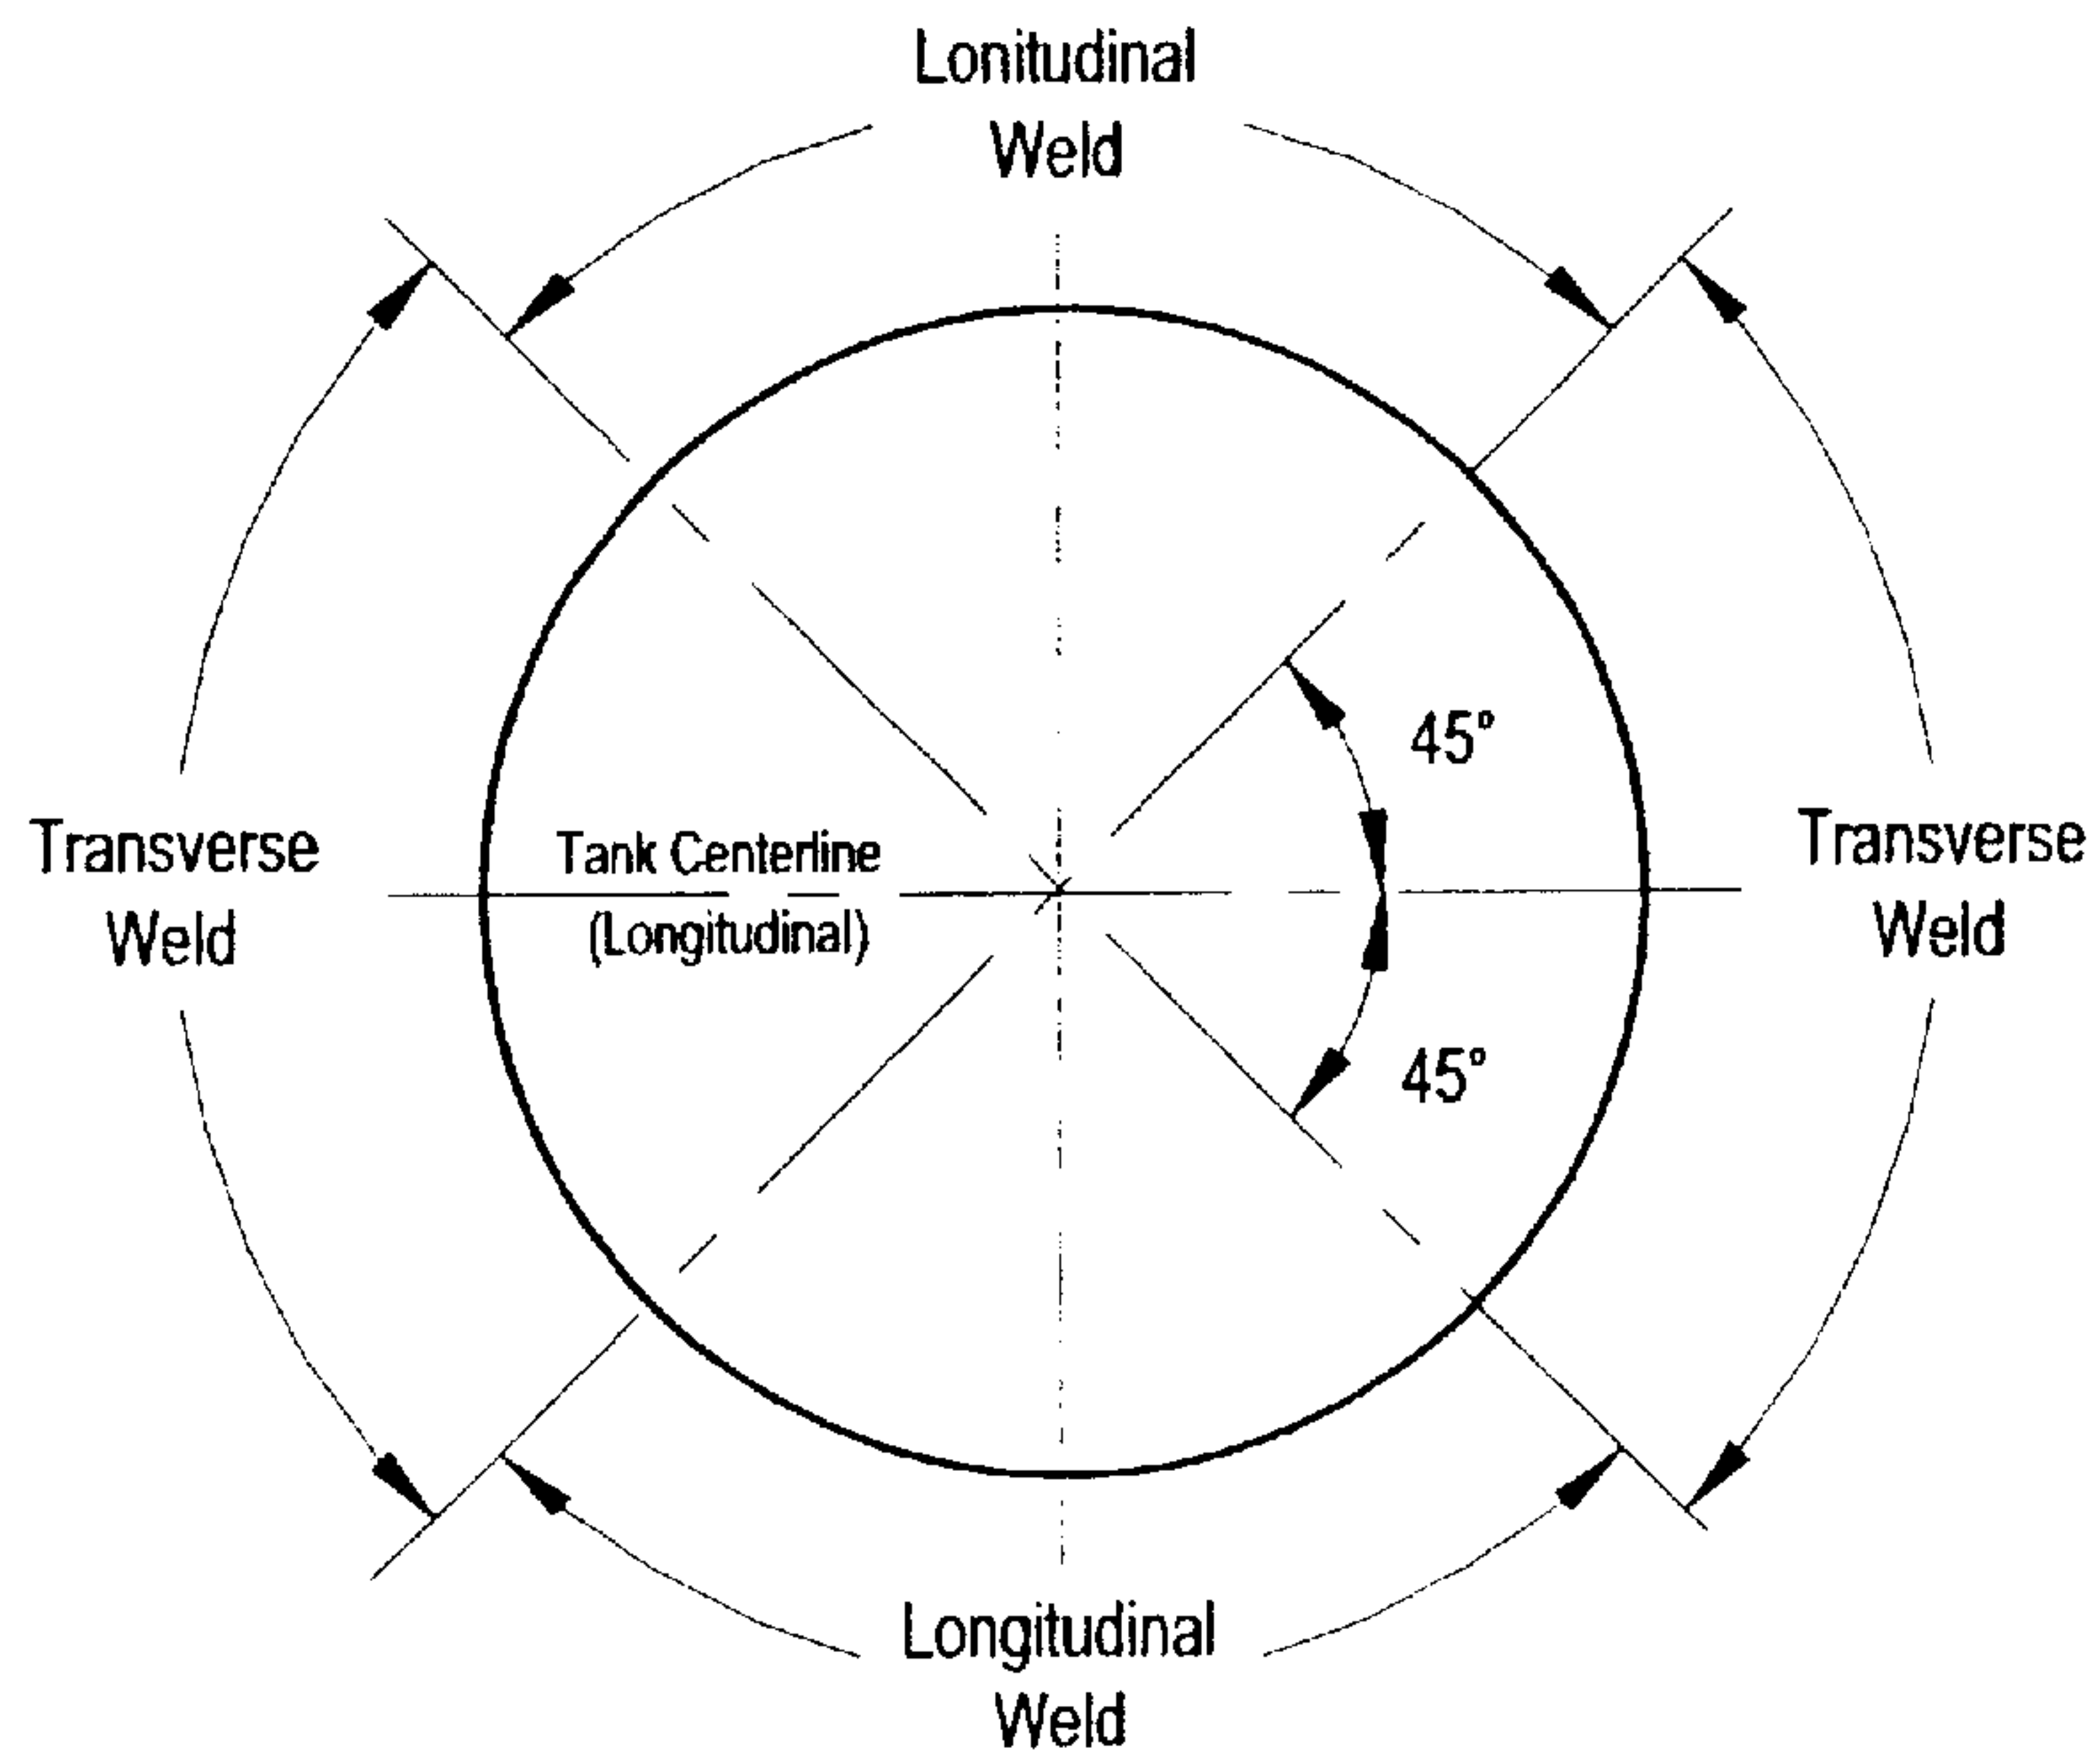 Lonitudinal
Weld
45°
Transverse
Weld
Tank Centerline
(Longitudinal)
Transverse
Weld
45°
Longitudinal
Weld